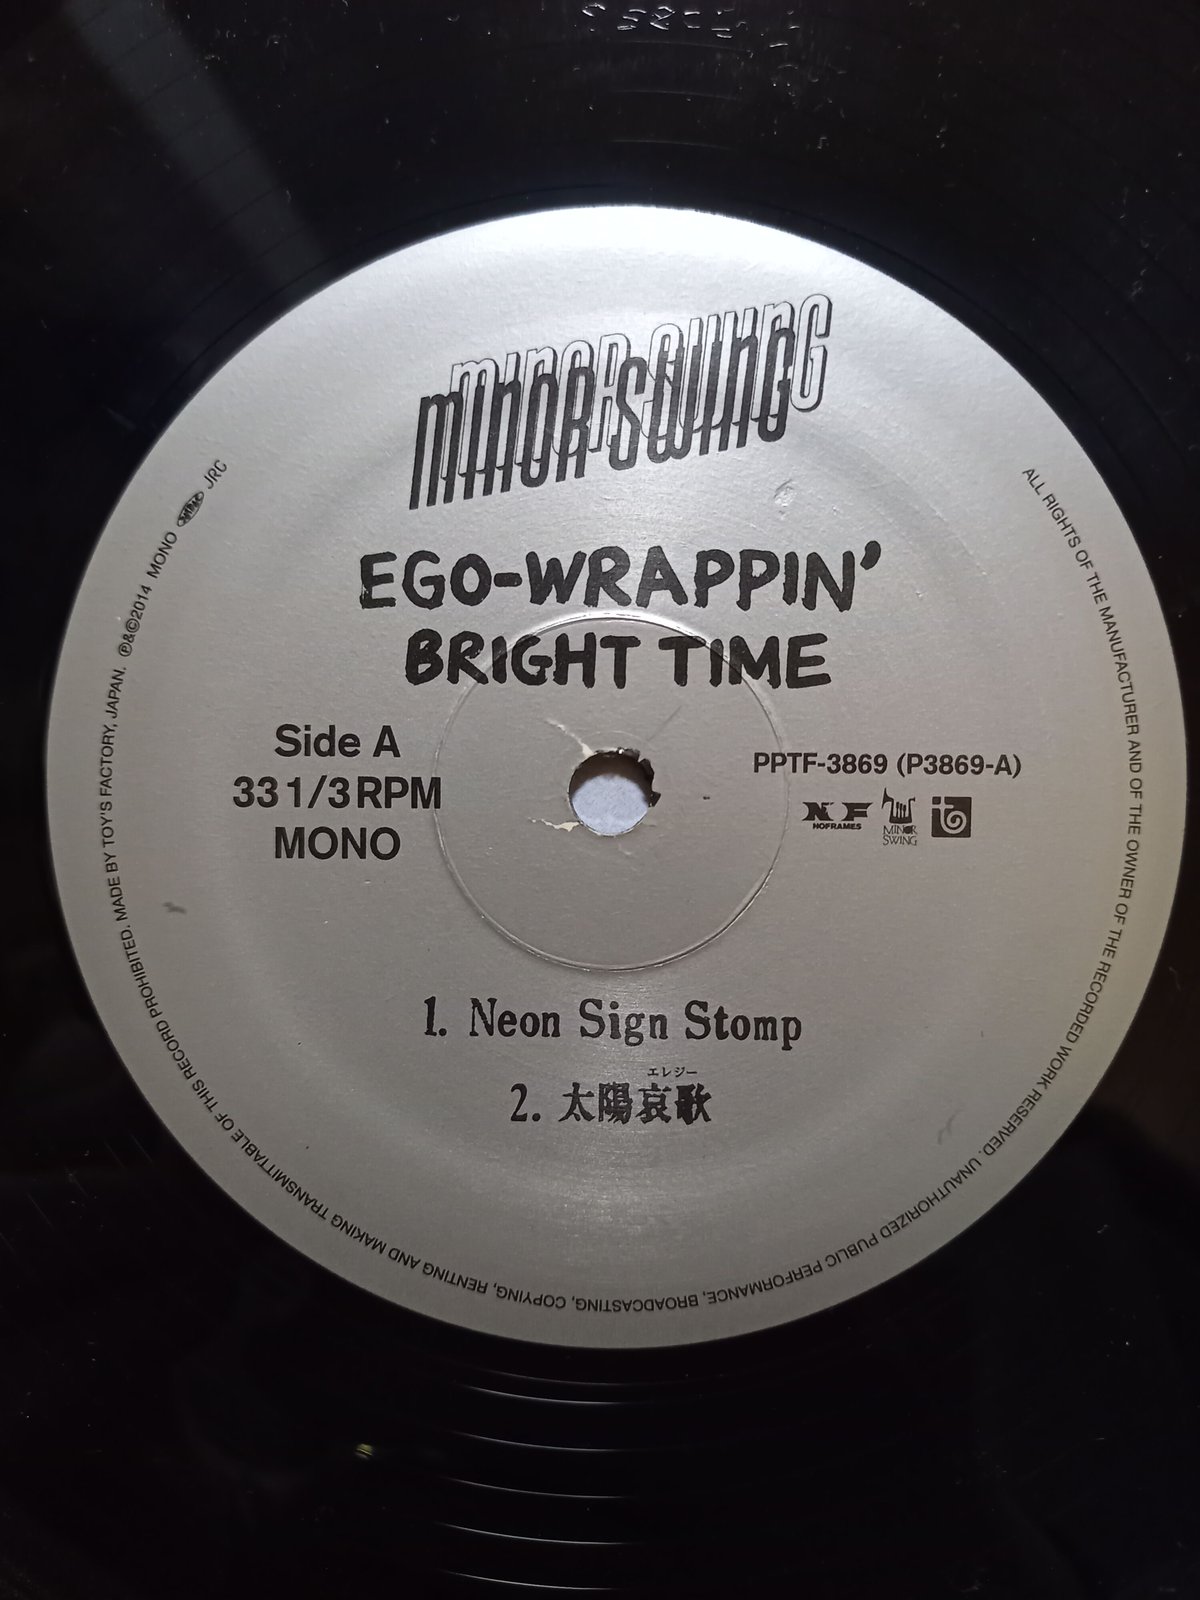 MINOR SWING
EGO-WRAPPIN'
BRIGHT TIME
Side A
33 1/3 RPM
MONO
PPTF-3869 (P3869-A)
NF
NOFRAMES
MINOR
SWING
1. Neon Sign Stomp
エレジー
2. 太陽哀歌
ALL RIGHTS OF THE MANUFACTURER AND OF THE OWNER OF THE RECORDED WORK RESERVED. UNAUTHORIZED PUBLIC PERFORMANCE, BROADCASTING, COPYING, RENTING AND MAKING TRANSMITTABLE OF THIS RECORD PROHIBITED. MADE BY TOY'S FACTORY, JAPAN. ℗&©2014 MONO JRC